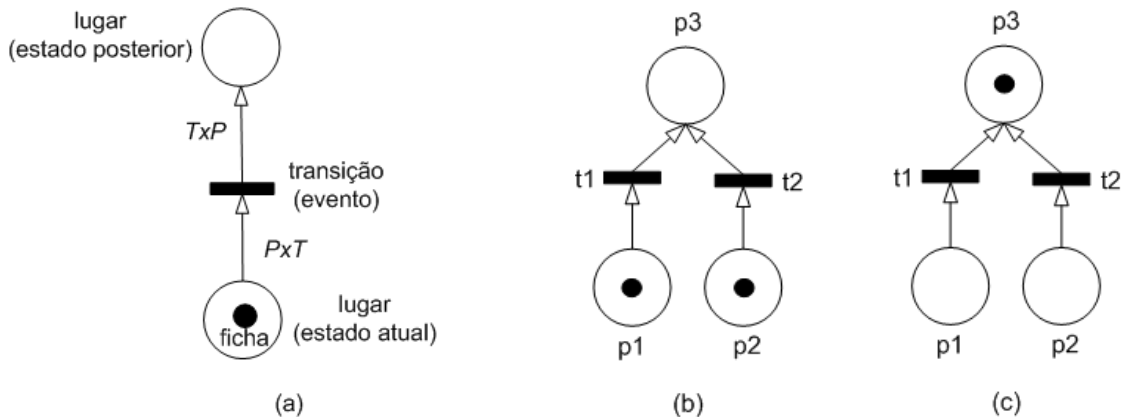 lugar
(estado posterior)
TxP
transição
(evento)
PxT
ficha
lugar
(estado atual)
(a)
p3
t1
t2
p1
p2
(b)
p3
t1
t2
p1
p2
(c)